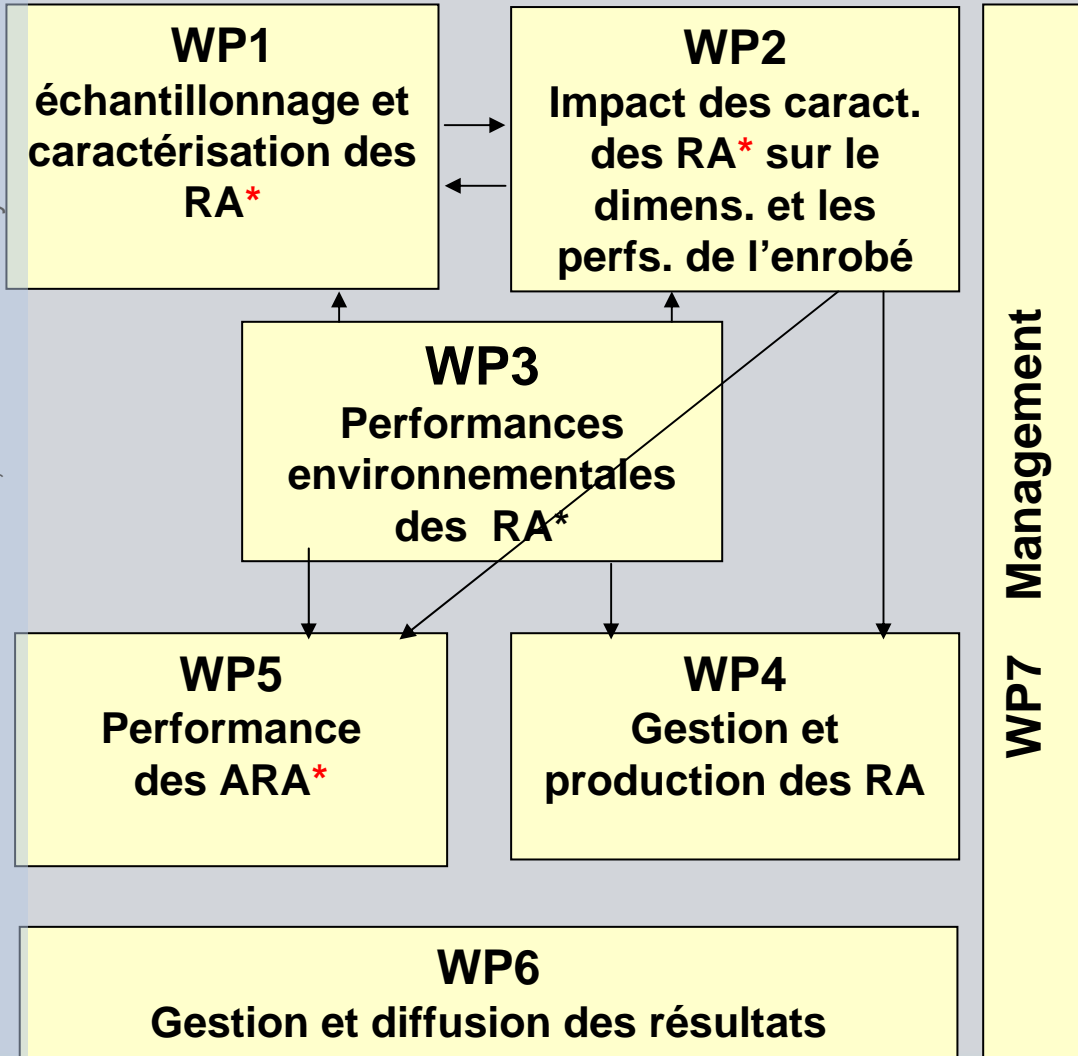 WP1
échantillonnage et
caractérisation des
RA*
WP2
Impact des caract.
des RA* sur le
dimens. et les
perfs. de l’enrobé
WP3
Performances
environnementales
des RA*
WP5
Performance
des ARA*
WP4
Gestion et
production des RA
WP6
Gestion et diffusion des résultats
WP7 Management